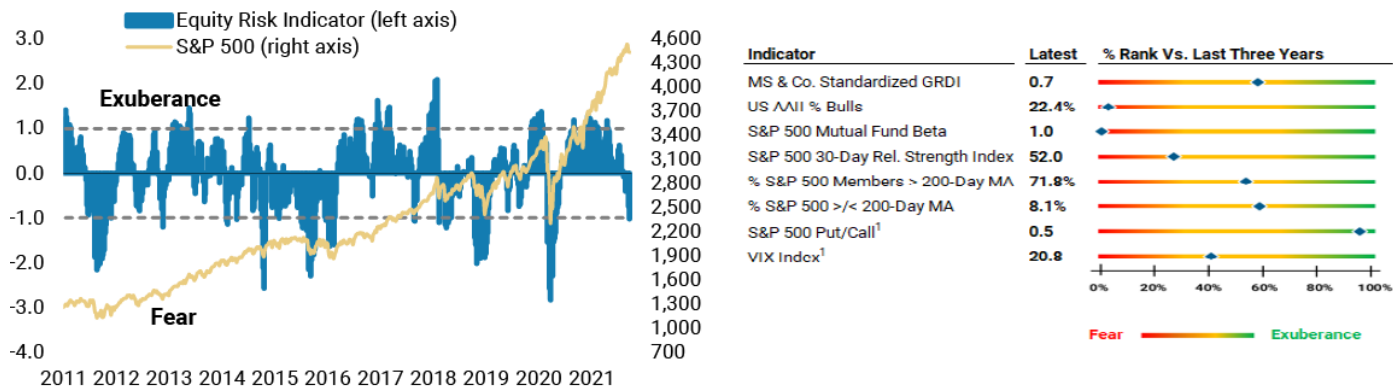 Equity Risk Indicator (left axis)
S&P 500 (right axis)
Exuberance
Fear
3.0
2.0
1.0
0.0
-1.0
-2.0
-3.0
-4.0
4,600
4,300
4,000
3,700
3,400
3,100
2,800
2,500
2,200
1,900
1,600
1,300
1,000
700
2011 2012 2013 2014 2015 2016 2017 2018 2019 2020 2021
Indicator Latest % Rank Vs. Last Three Years
MS & Co. Standardized GRDI 0.7
US AAII % Bulls 22.4%
S&P 500 Mutual Fund Beta 1.0
S&P 500 30-Day Rel. Strength Index 52.0
% S&P 500 Members > 200-Day MA 71.8%
% S&P 500 >/< 200-Day MA 8.1%
S&P 500 Put/Call¹ 0.5
VIX Index¹ 20.8
0% 20% 40% 60% 80% 100%
Fear Exuberance